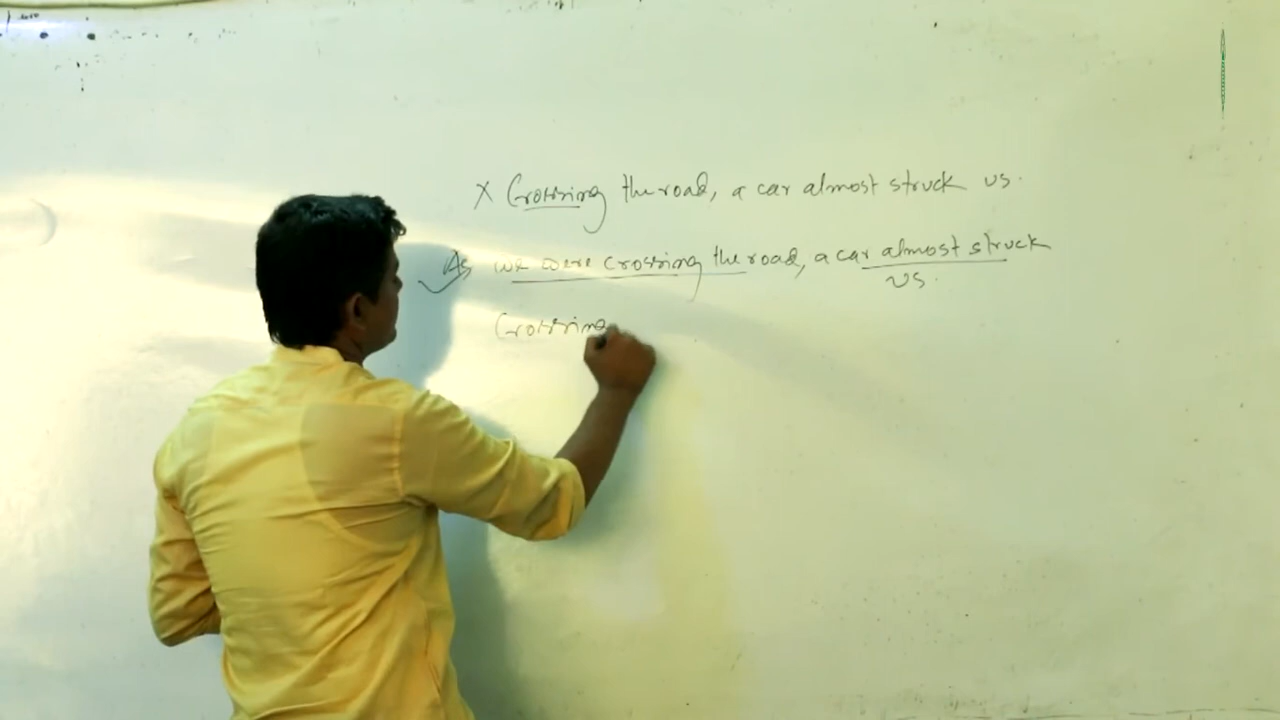 X Crossing the road, a car almost struck us.
As we were crossing the road, a car almost struck
us.
Crossing